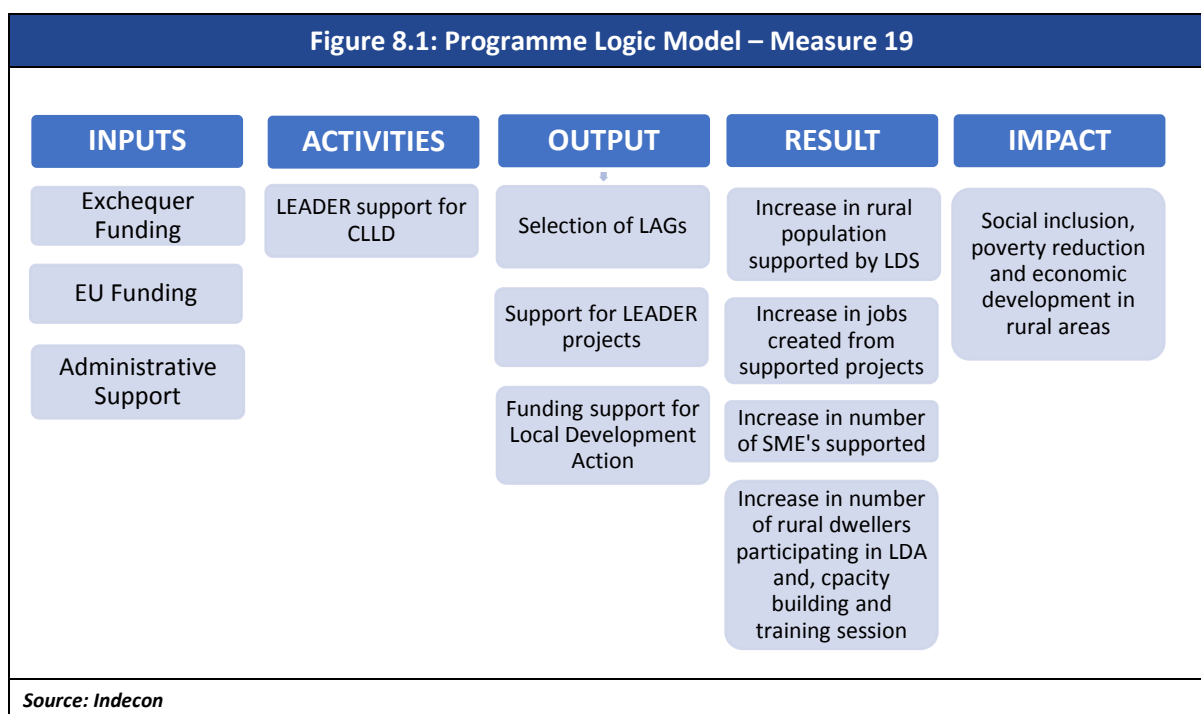 Figure 8.1: Programme Logic Model – Measure 19
INPUTS
Exchequer
Funding
EU Funding
Administrative
Support
ACTIVITIES
LEADER support for
CLLD
OUTPUT
Selection of LAGs
Support for LEADER
projects
Funding support for
Local Development
Action
RESULT
Increase in rural
population
supported by LDS
Increase in jobs
created from
supported projects
Increase in number
of SME's supported
Increase in number
of rural dwellers
participating in LDA
and, cpacity
building and
training session
IMPACT
Social inclusion,
poverty reduction
and economic
development in
rural areas
Source: Indecon